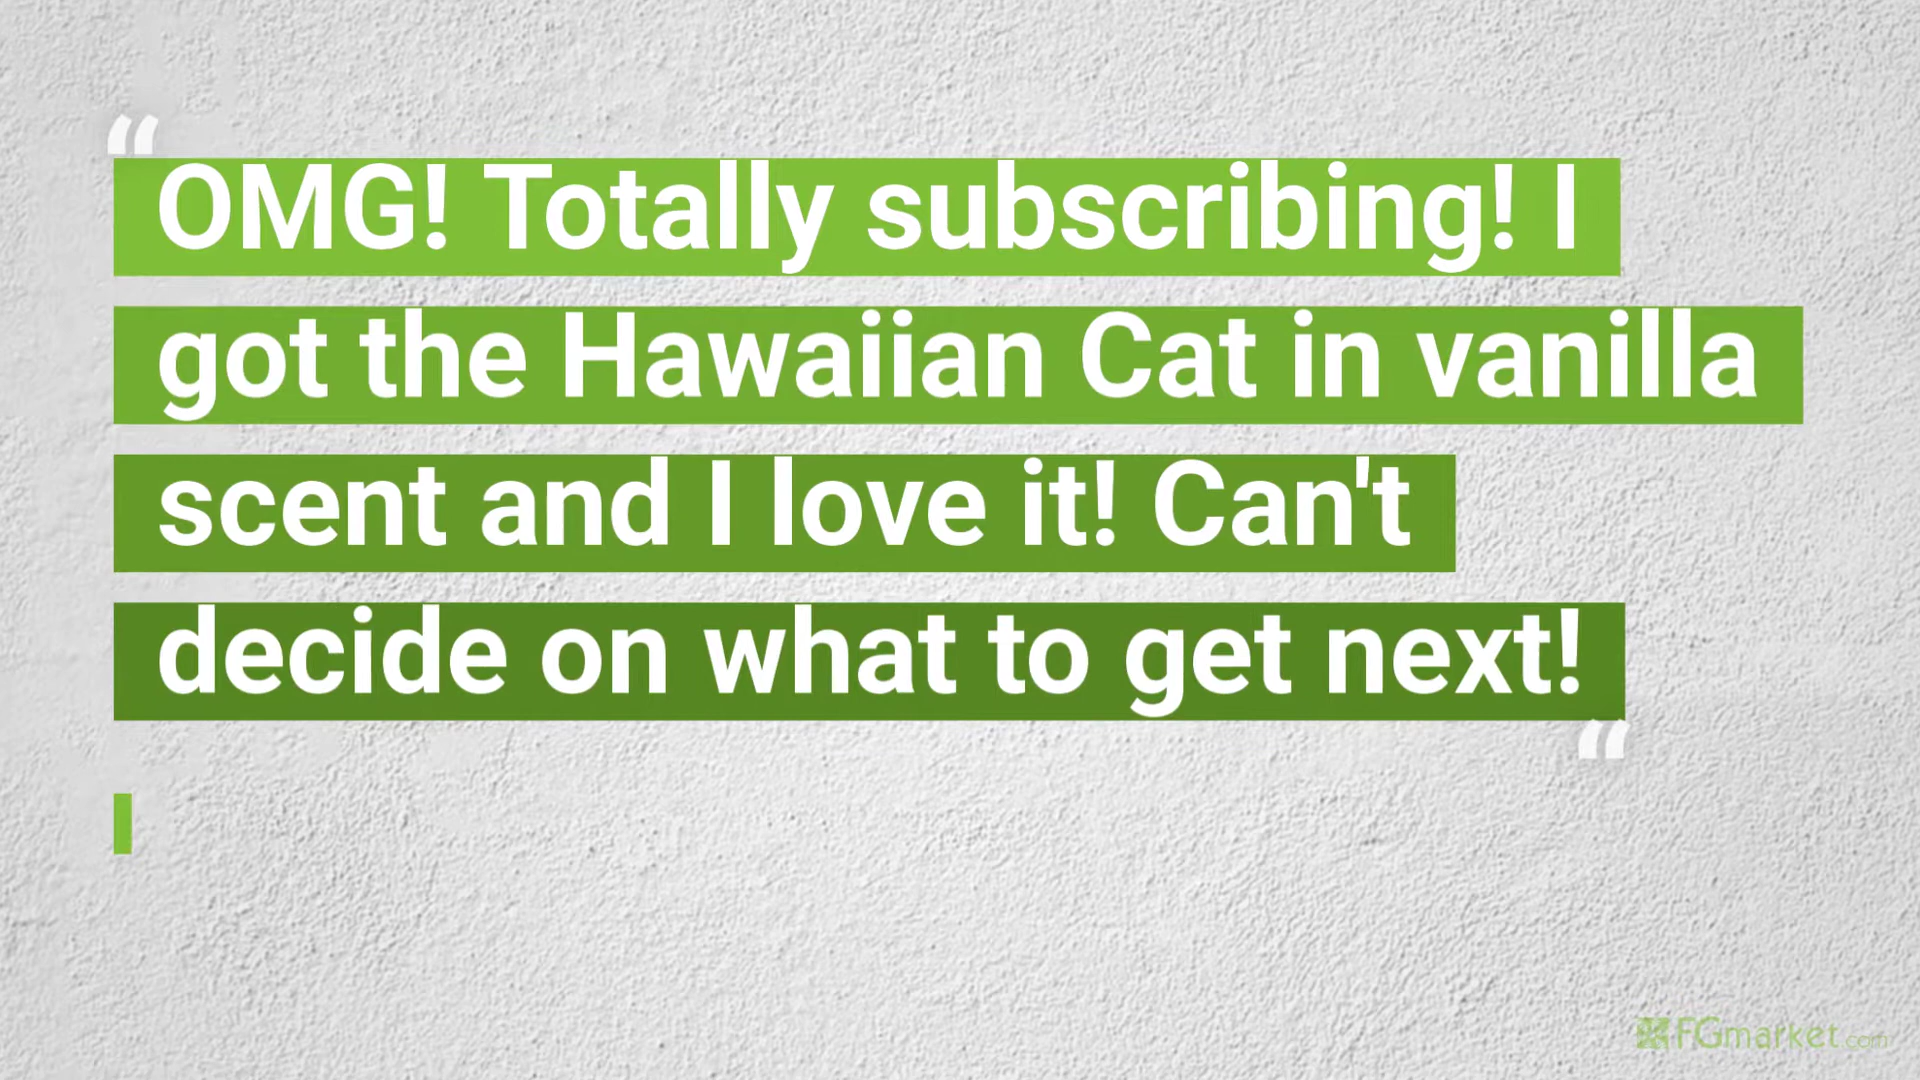 “
OMG! Totally subscribing! I
got the Hawaiian Cat in vanilla
scent and I love it! Can't
decide on what to get next!
“
FGmarket.com